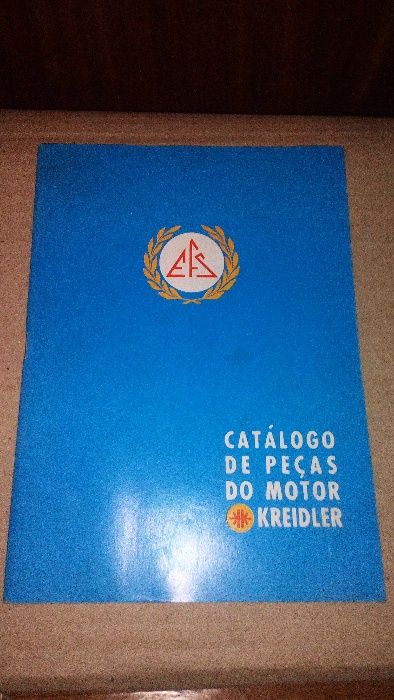 EFS
CATÁLOGO
DE PEÇAS
DO MOTOR
KREIDLER